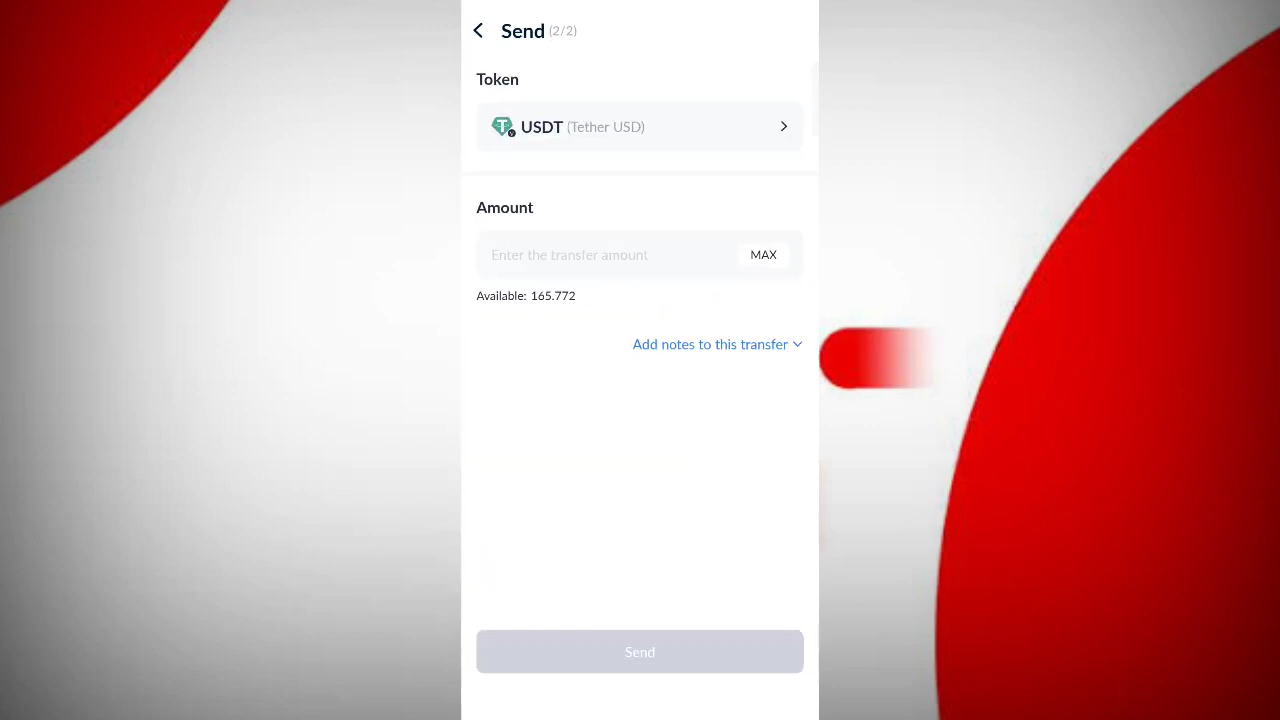 Send (2/2)
Token
USDT (Tether USD)
Amount
Enter the transfer amount MAX
Available: 165.772
Add notes to this transfer
Send